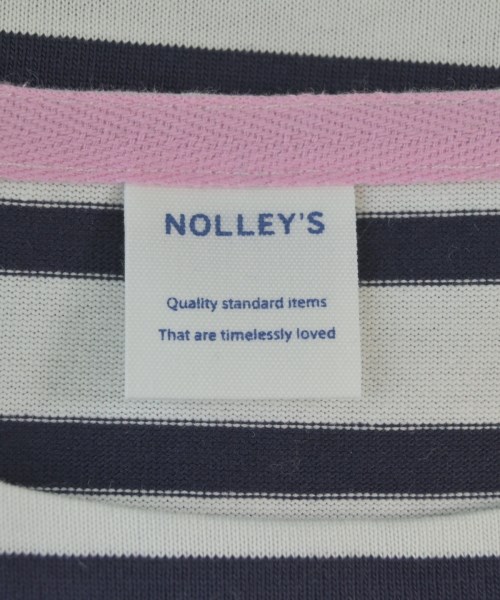 NOLLEY'S
Quality standard items
That are timelessly loved